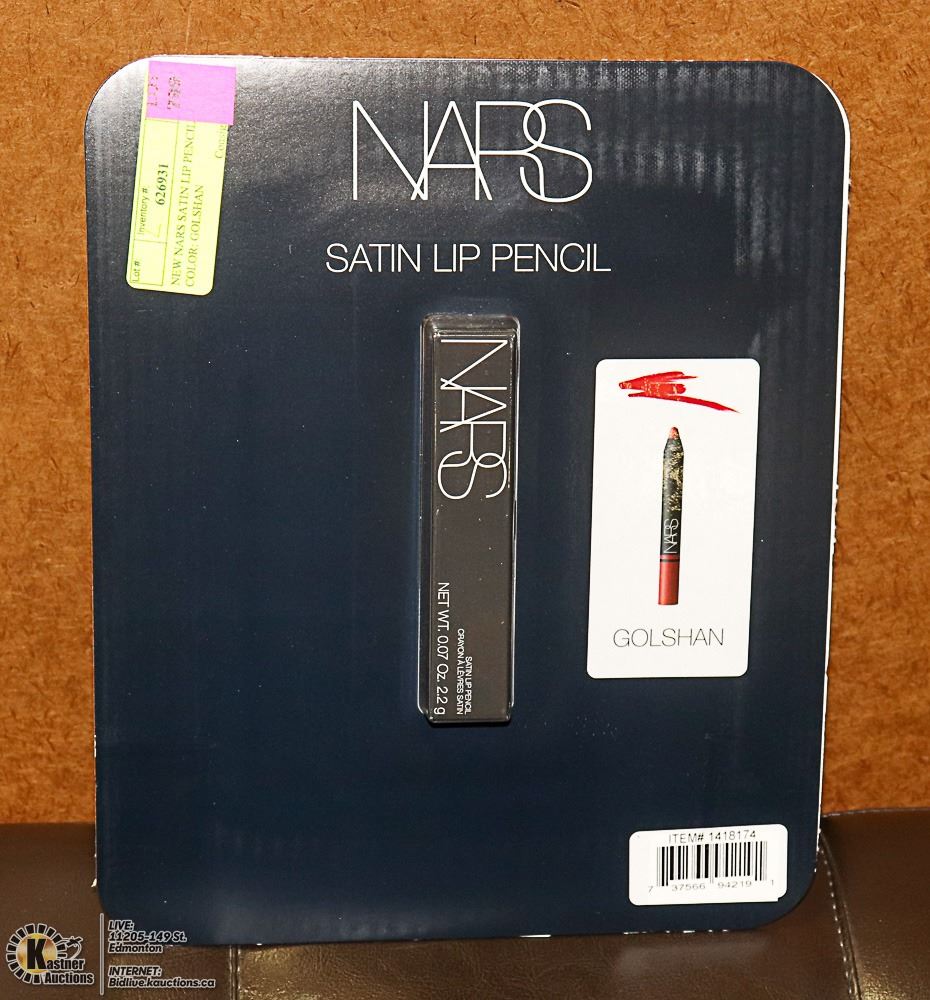 NARS
SATIN LIP PENCIL
Lot #
Inventory #
626931
NEW NARS SATIN LIP PENCIL
COLOR: GOLSHAN
NARS
SATIN LIP PENCIL
CRAYON À LÈVRES SATIN
NET WT. 0.07 Oz. 2.2 g
NARS
GOLSHAN
ITEM# 1418174
7 37566 94219 1
Kastner
Auctions
LIVE:
11205-149 St.
Edmonton
INTERNET:
Bidlive.kauctions.ca